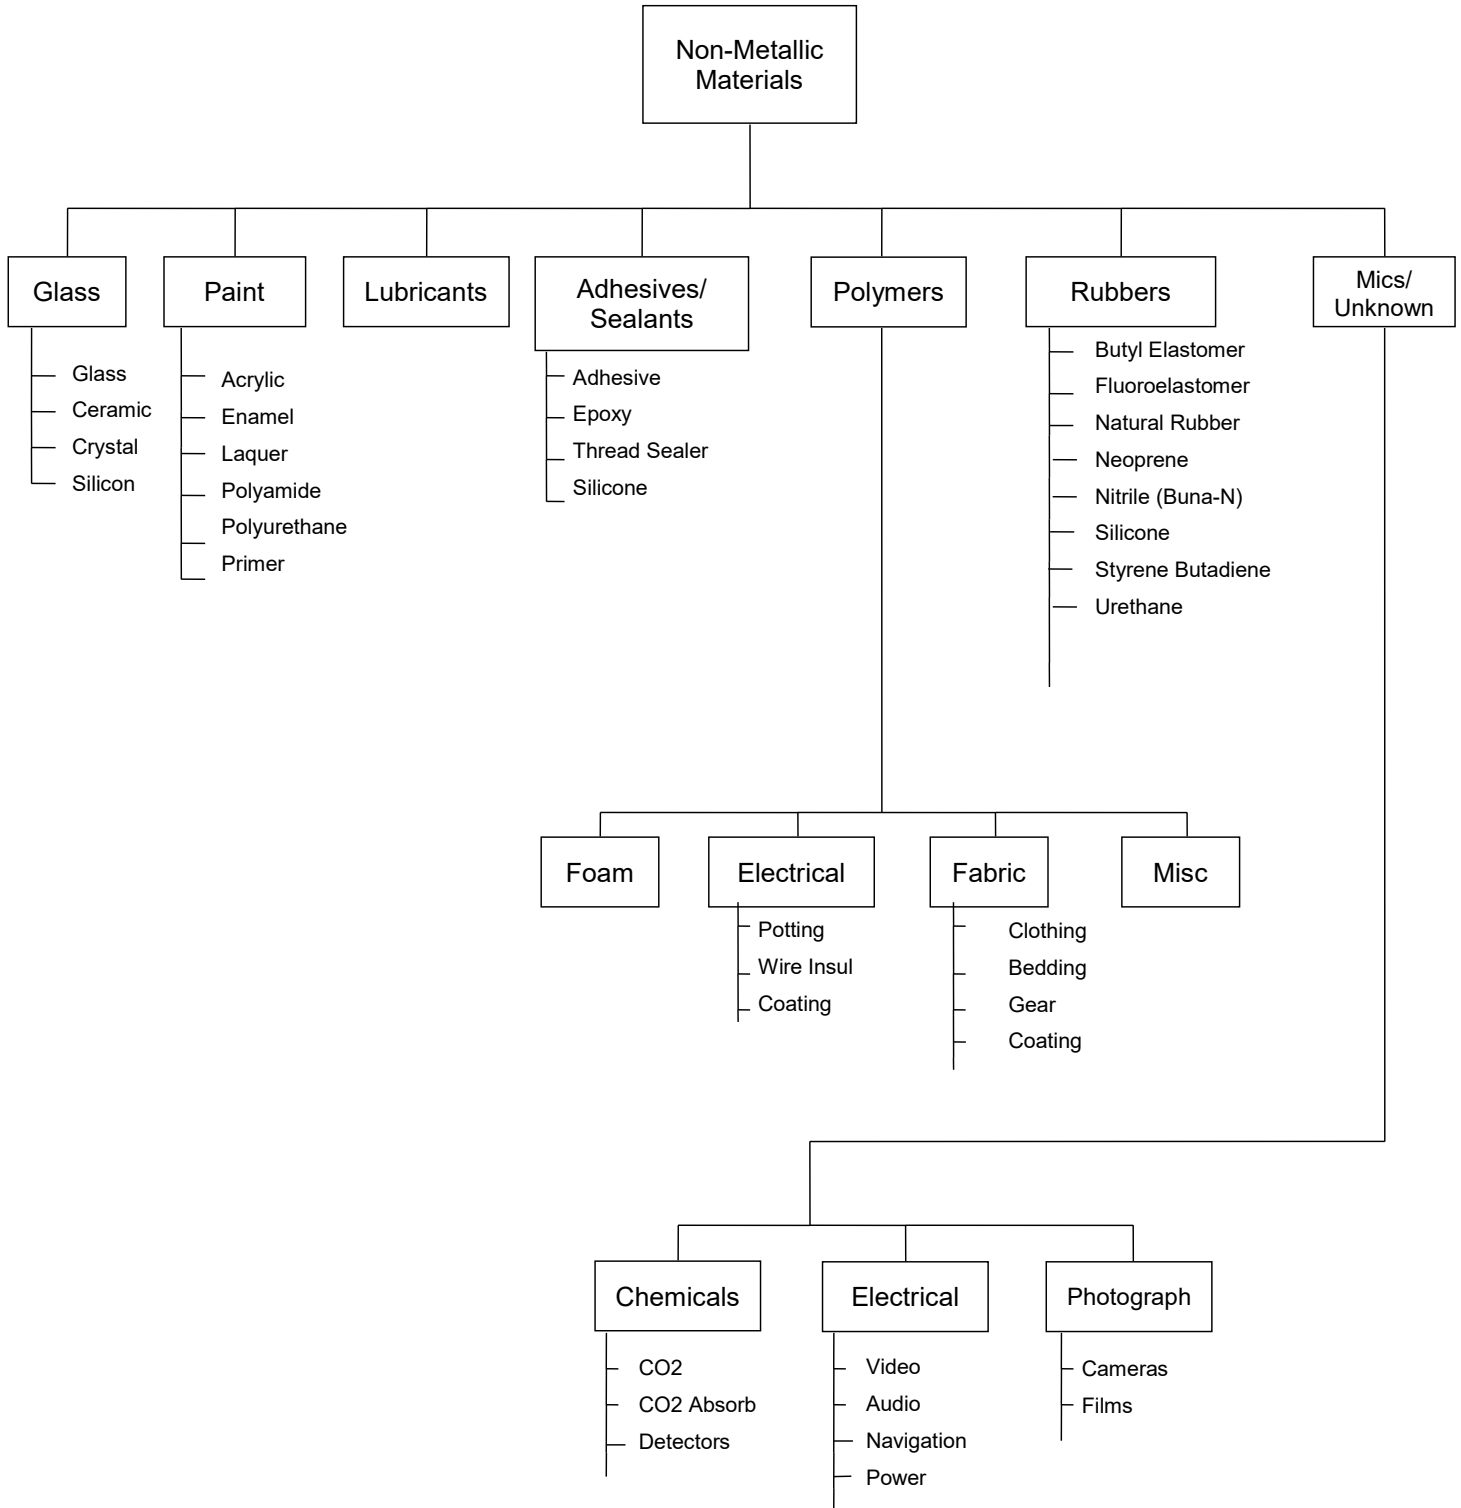 Non-Metallic
Materials
Glass
Paint
Lubricants
Adhesives/
Sealants
Polymers
Rubbers
Mics/
Unknown
Glass
Ceramic
Crystal
Silicon
Acrylic
Enamel
Laquer
Polyamide
Polyurethane
Primer
Adhesive
Epoxy
Thread Sealer
Silicone
Butyl Elastomer
Fluoroelastomer
Natural Rubber
Neoprene
Nitrile (Buna-N)
Silicone
Styrene Butadiene
Urethane
Foam
Electrical
Fabric
Misc
Potting
Wire Insul
Coating
Clothing
Bedding
Gear
Coating
Chemicals
Electrical
Photograph
CO2
CO2 Absorb
Detectors
Video
Audio
Navigation
Power
Cameras
Films